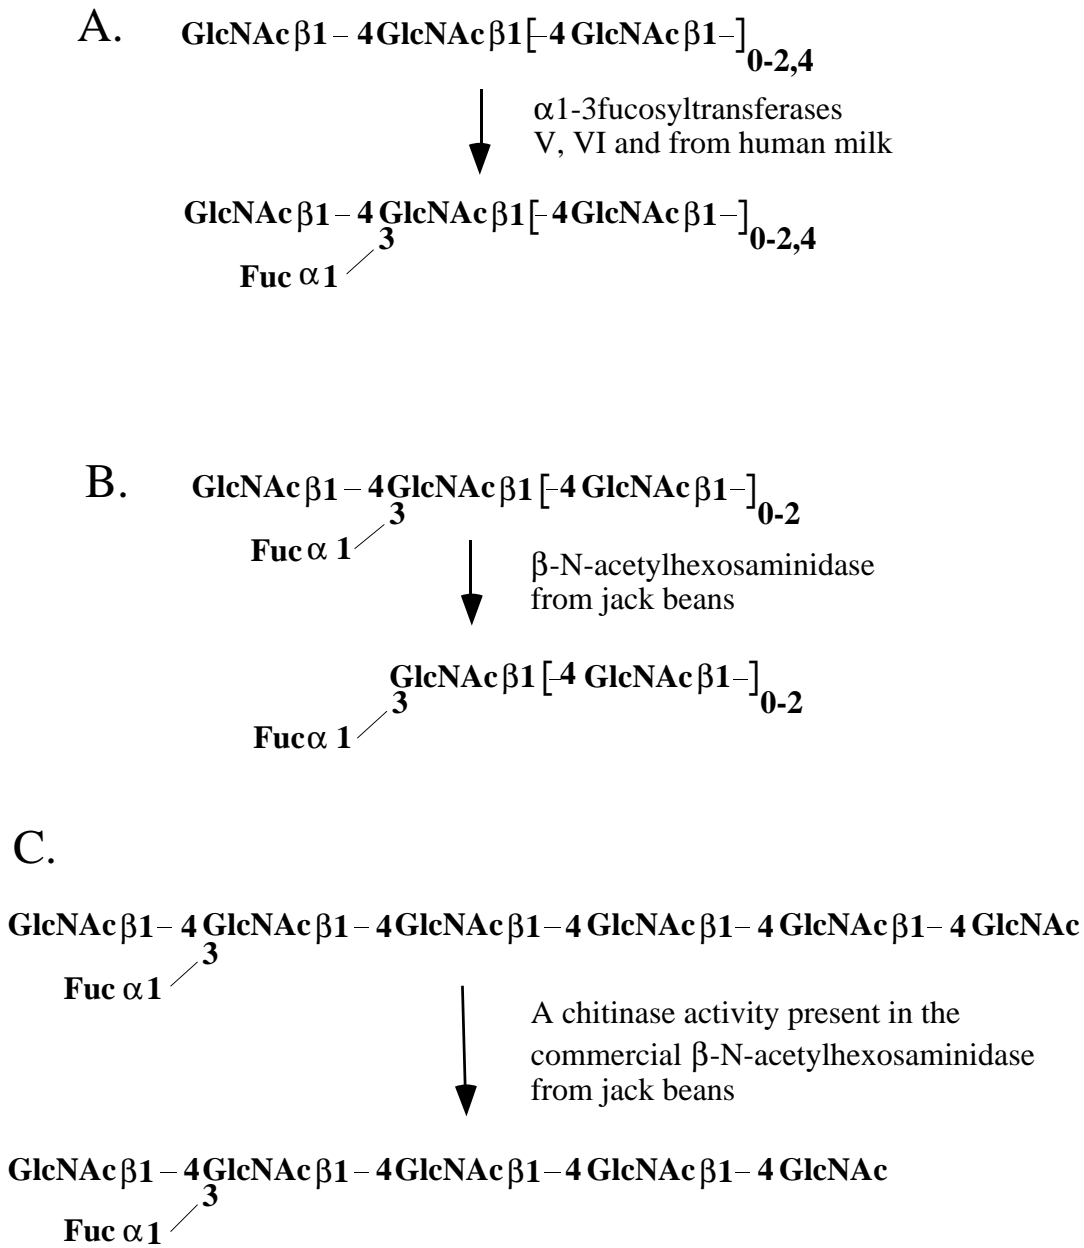 A.
GlcNAcβ1–4GlcNAcβ1[–4GlcNAcβ1–]0-2,4
α1-3fucosyltransferases
V, VI and from human milk
GlcNAcβ1–4GlcNAcβ1[–4GlcNAcβ1–]0-2,4
3
Fucα1
B.
GlcNAcβ1–4GlcNAcβ1[–4GlcNAcβ1–]0-2
3
Fucα1
β-N-acetylhexosaminidase
from jack beans
GlcNAcβ1[–4GlcNAcβ1–]0-2
3
Fucα1
C.
GlcNAcβ1–4GlcNAcβ1–4GlcNAcβ1–4GlcNAcβ1–4GlcNAcβ1–4GlcNAc
3
Fucα1
A chitinase activity present in the
commercial β-N-acetylhexosaminidase
from jack beans
GlcNAcβ1–4GlcNAcβ1–4GlcNAcβ1–4GlcNAcβ1–4GlcNAc
3
Fucα1